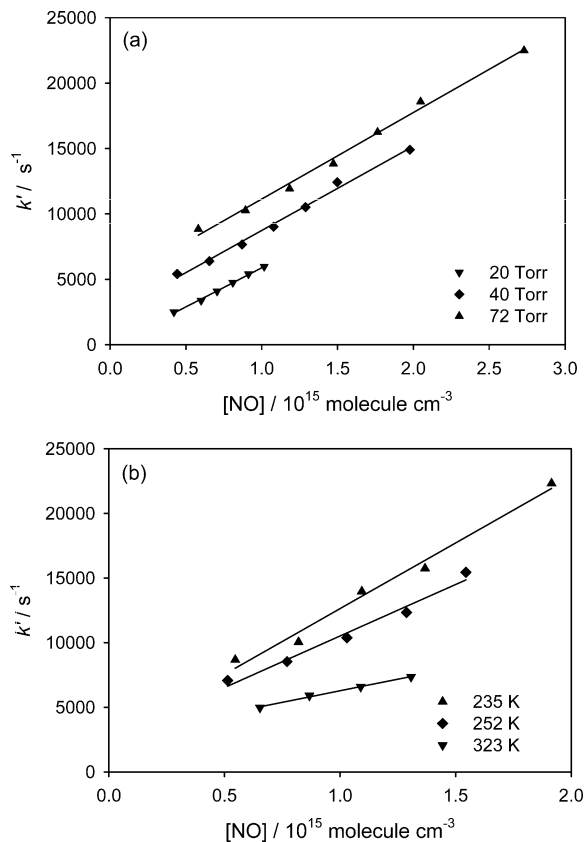 25000
(a)
20000
15000
10000
5000
0
k' / s⁻¹
20 Torr
40 Torr
72 Torr
0.0 0.5 1.0 1.5 2.0 2.5 3.0
[NO] / 10¹⁵ molecule cm⁻³
25000
(b)
20000
15000
10000
5000
0
k' / s⁻¹
235 K
252 K
323 K
0.0 0.5 1.0 1.5 2.0
[NO] / 10¹⁵ molecule cm⁻³